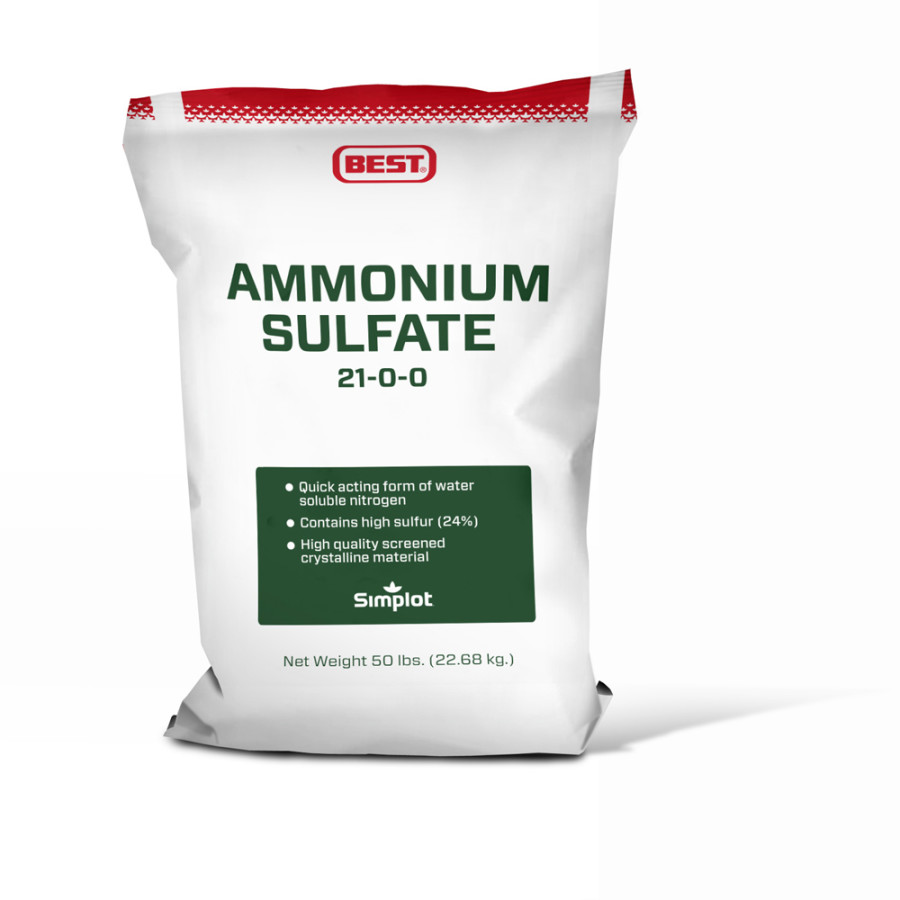 BEST®
AMMONIUM
SULFATE
21-0-0
• Quick acting form of water
soluble nitrogen
• Contains high sulfur (24%)
• High quality screened
crystalline material
Simplot
Net Weight 50 lbs. (22.68 kg.)